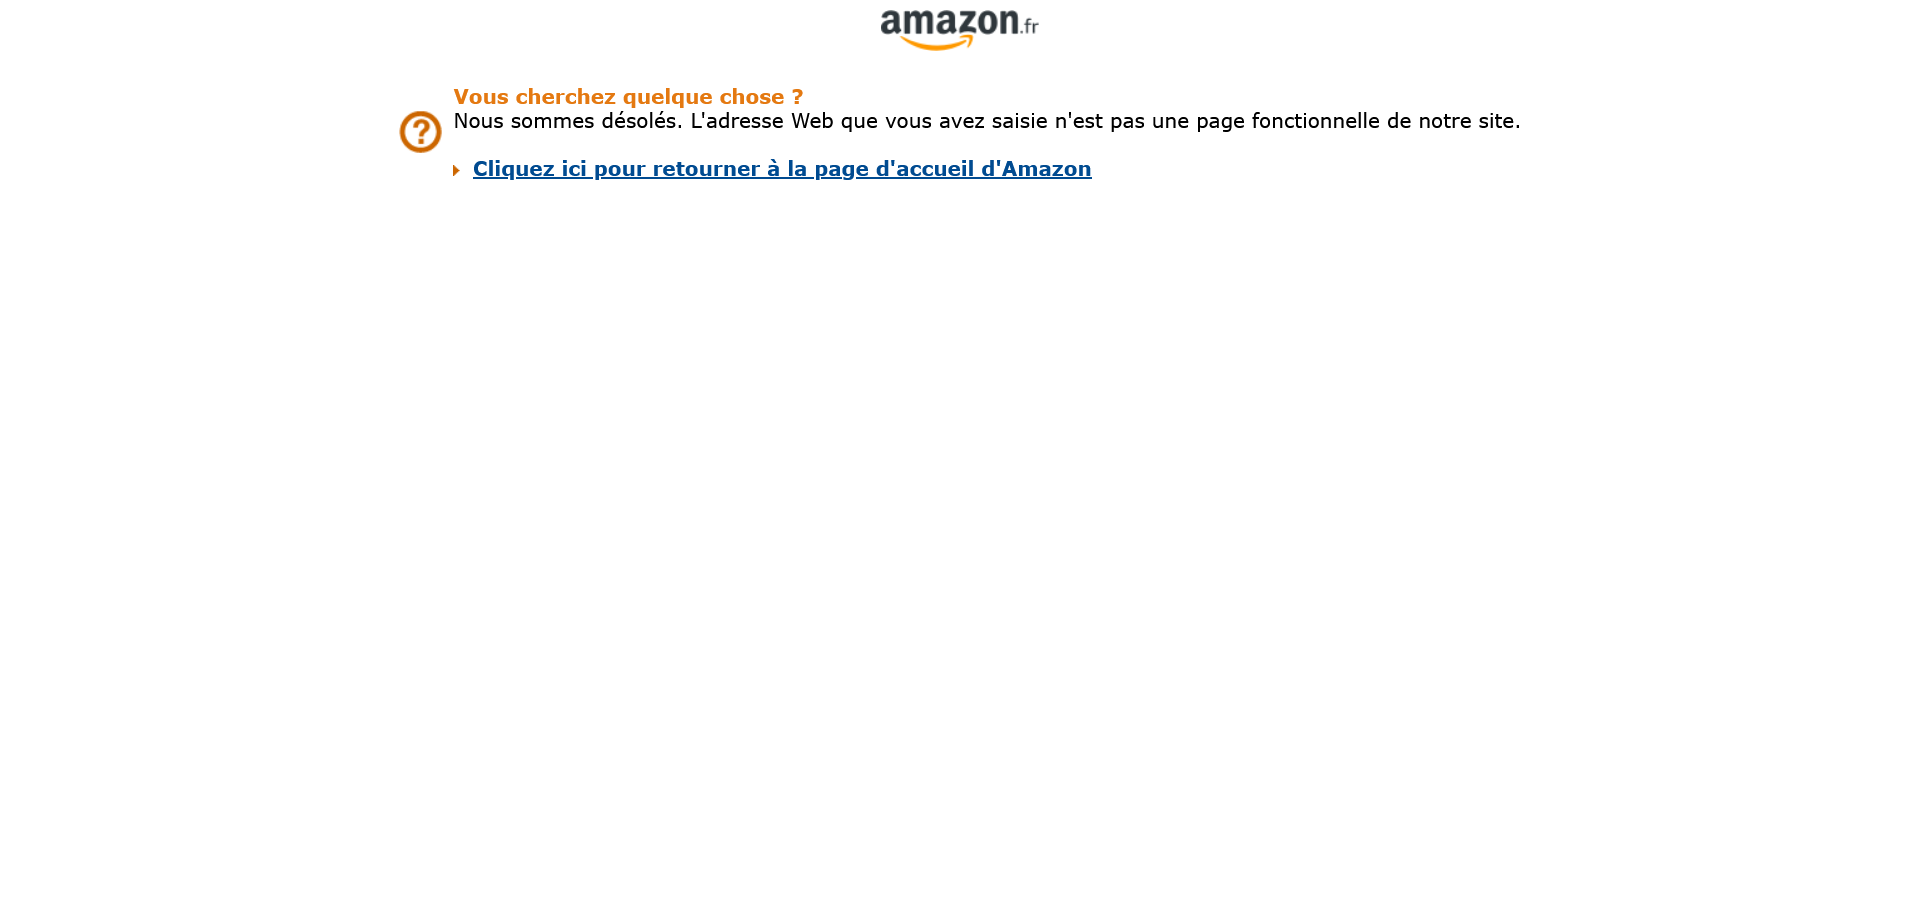 amazon.fr
Vous cherchez quelque chose ?
Nous sommes désolés. L'adresse Web que vous avez saisie n'est pas une page fonctionnelle de notre site.
Cliquez ici pour retourner à la page d'accueil d'Amazon